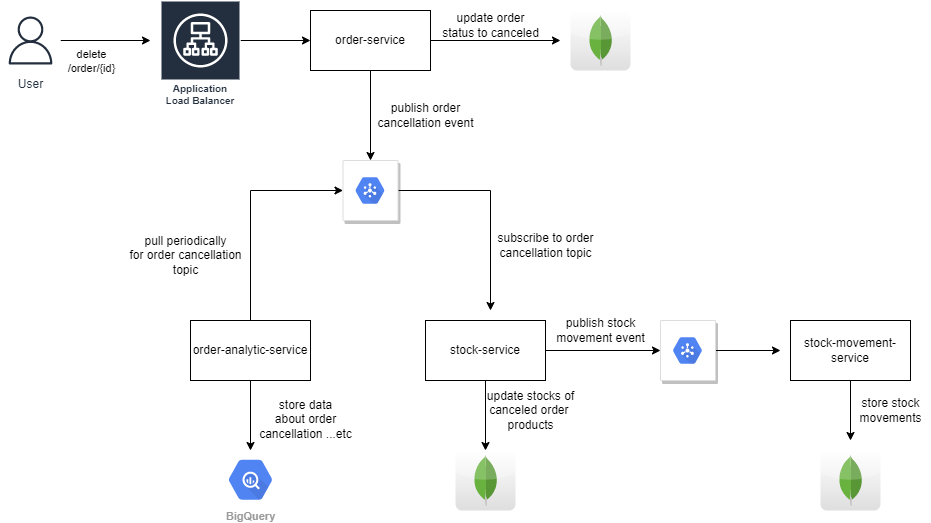 update order
order-service
status to canceled
delete
/order/{id}
User
Application
Load Balancer
publish order
cancellation event
pull periodically
for order cancellation
topic
subscribe to order
cancellation topic
order-analytic-service
stock-service
publish stock
movement event
stock-movement-
service
store data
about order
cancellation ...etc
update stocks of
canceled order
products
store stock
movements
BigQuery